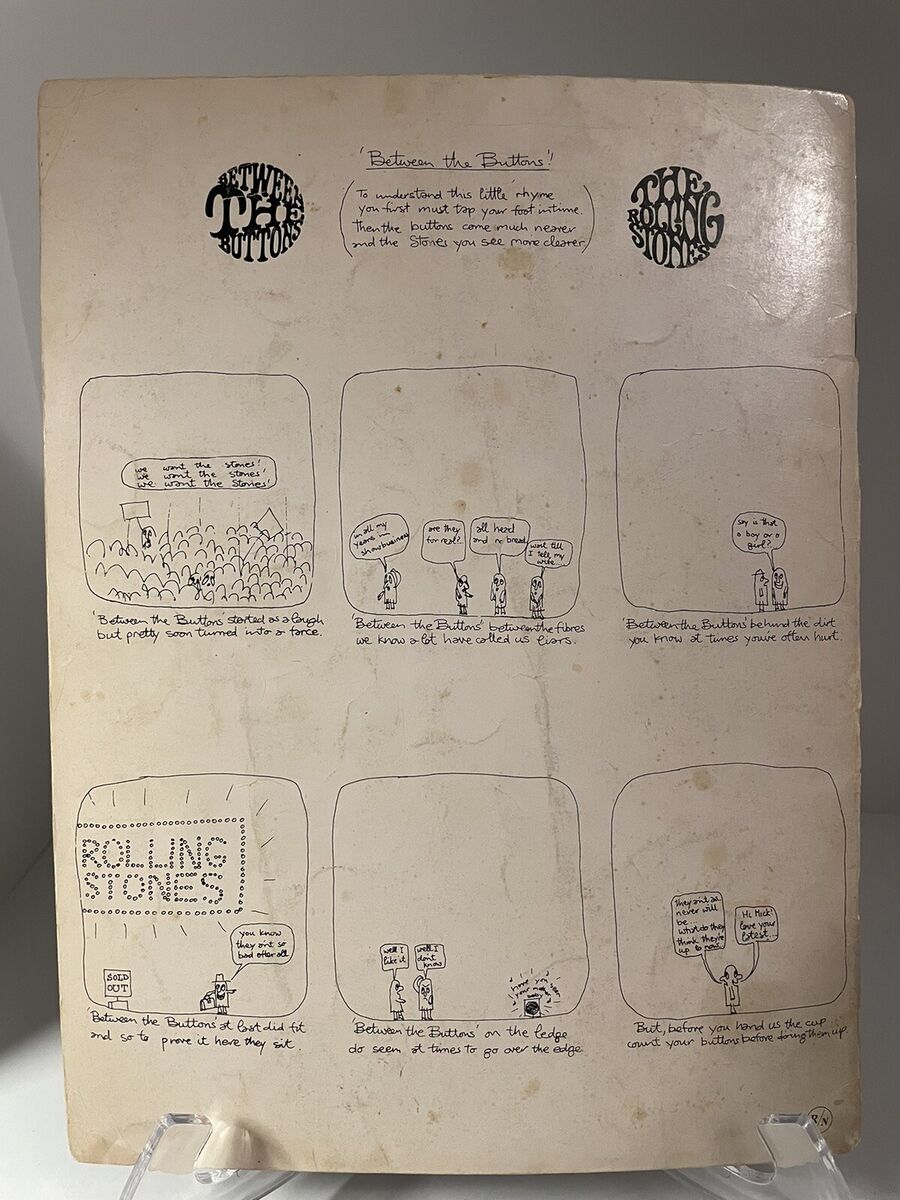 'Between the Buttons'!
BETWEEN
THE
BUTTONS
To understand this little rhyme
you first must tap your foot in time.
Then the buttons come much nearer
and the Stones you see more clearer
THE
ROLLING
STONES
we want the stones!
we want the stones!
we want the stones!
'Between the Buttons' started as a laugh
but pretty soon turned into a farce.
in all my
years in
showbusiness
are they
for real?
all head
and no bread
wait till
I tell my
wife...
'Between the Buttons' between the fibres
we know a lot have called us liars.
say is that
a boy or a
girl?
'Between the Buttons' behind the dirt
you know at times you're often hurt.
ROLLING
STONES
you know
they aint so
bad after all
SOLD
OUT
Between the Buttons at last did fit
and so to prove it here they sit.
well I
like it
well I
dont
know
have you seen
your mother
'Between the Buttons' on the ledge
do seem at times to go over the edge
they aint
never will
be...
what do they
think they're
up to now
Hi Mick!
love your
latest...
But, before you hand us the cup
count your buttons before doing them up
R/N